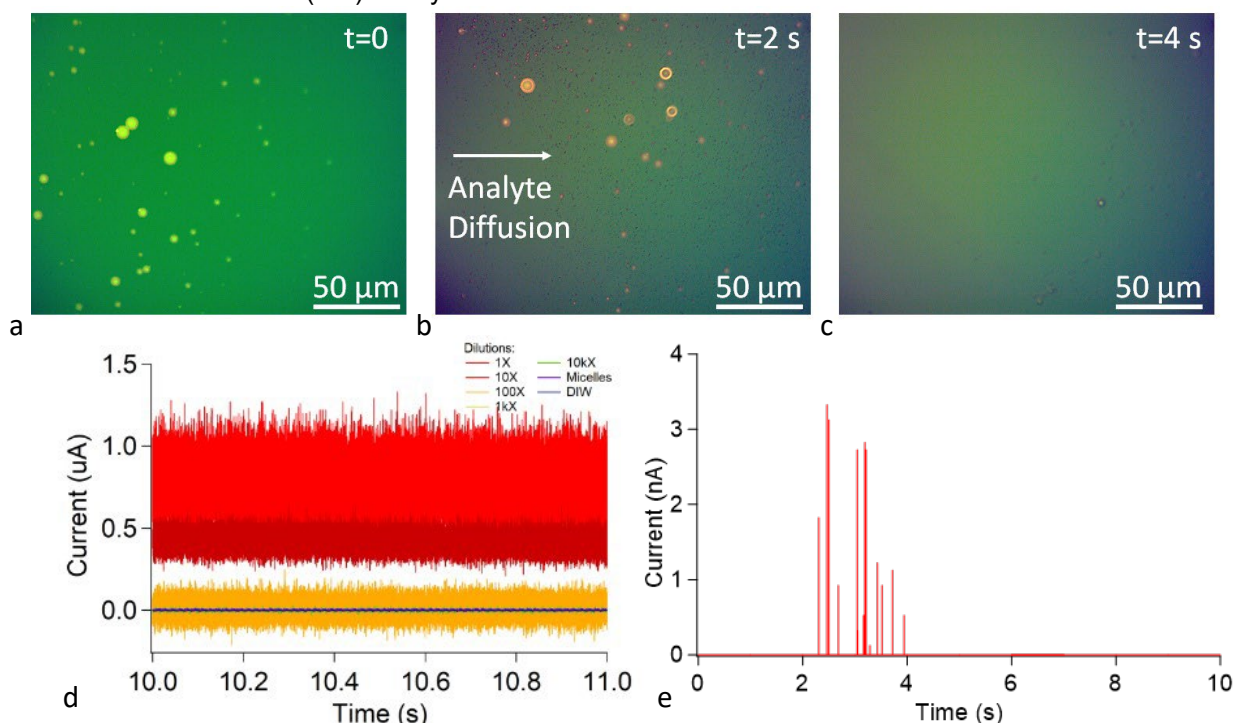 t=0
t=2 s
t=4 s
Analyte
Diffusion
50 μm
50 μm
50 μm
a
b
c
Dilutions:
1X
10X
100X
1kX
10kX
Micelles
DIW
1.5
1.0
0.5
0.0
Current (uA)
10.0 10.2 10.4 10.6 10.8 11.0
Time (s)
d
4
3
2
1
0
Current (nA)
0 2 4 6 8 10
Time (s)
e